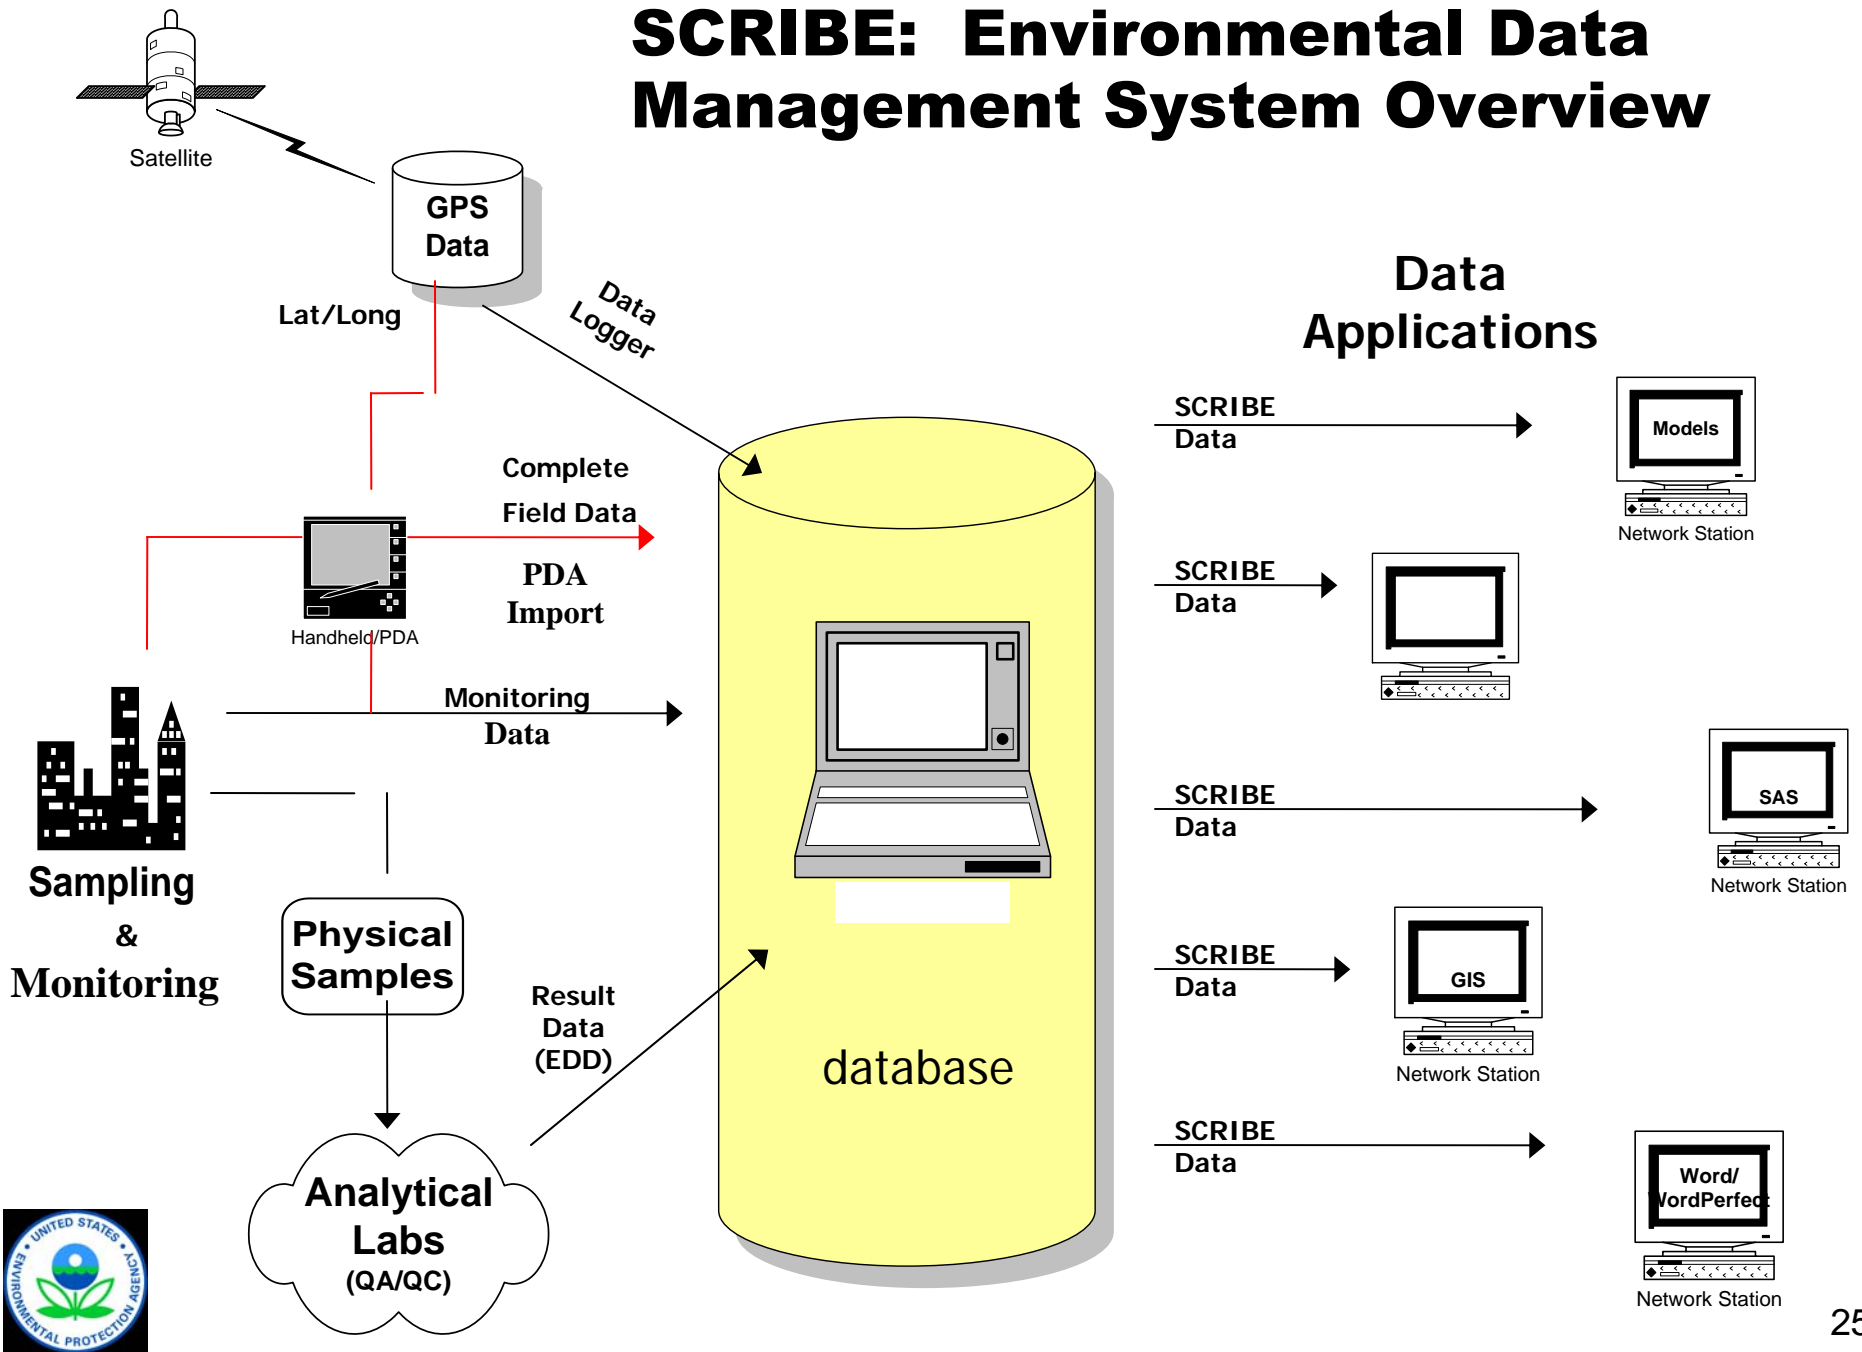 SCRIBE: Environmental Data
Management System Overview
Satellite
GPS
Data
Lat/Long
Data
Logger
Data
Applications
Complete
Field Data
PDA
Import
Handheld/PDA
Monitoring
Data
Sampling
&
Monitoring
Physical
Samples
Result
Data
(EDD)
Analytical
Labs
(QA/QC)
database
SCRIBE
Data
Models
Network Station
SCRIBE
Data
SCRIBE
Data
SAS
Network Station
SCRIBE
Data
GIS
Network Station
SCRIBE
Data
Word/
WordPerfect
Network Station
UNITED STATES
ENVIRONMENTAL PROTECTION AGENCY
25